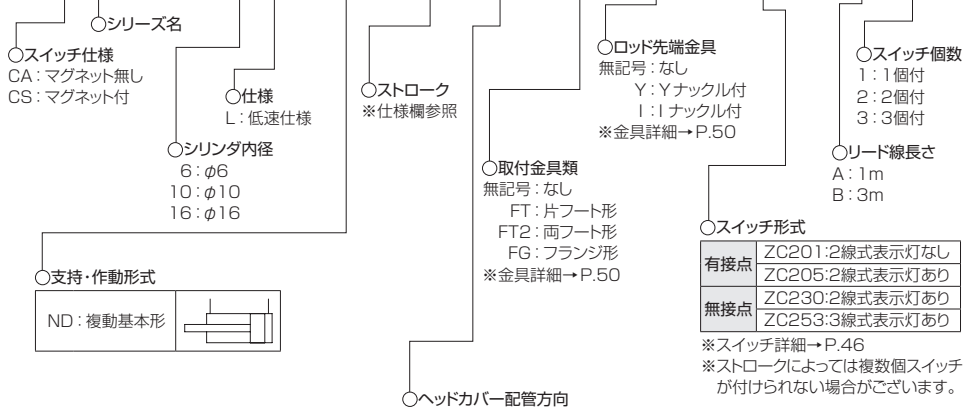 ○シリーズ名
○スイッチ仕様
CA：マグネット無し
CS：マグネット付
○仕様
L：低速仕様
○シリンダ内径
6：φ6
10：φ10
16：φ16
○支持・作動形式
ND：複動基本形
○ストローク
※仕様欄参照
○取付金具類
無記号：なし
FT：片フート形
FT2：両フート形
FG：フランジ形
※金具詳細→P.50
○ヘッドカバー配管方向
○ロッド先端金具
無記号：なし
Y：Yナックル付
I：Iナックル付
※金具詳細→P.50
○スイッチ形式
有接点
ZC201：2線式表示灯なし
ZC205：2線式表示灯あり
無接点
ZC230：2線式表示灯あり
ZC253：3線式表示灯あり
※スイッチ詳細→P.46
※ストロークによっては複数個スイッチ
が付けられない場合がございます。
○スイッチ個数
1：1個付
2：2個付
3：3個付
○リード線長さ
A：1m
B：3m